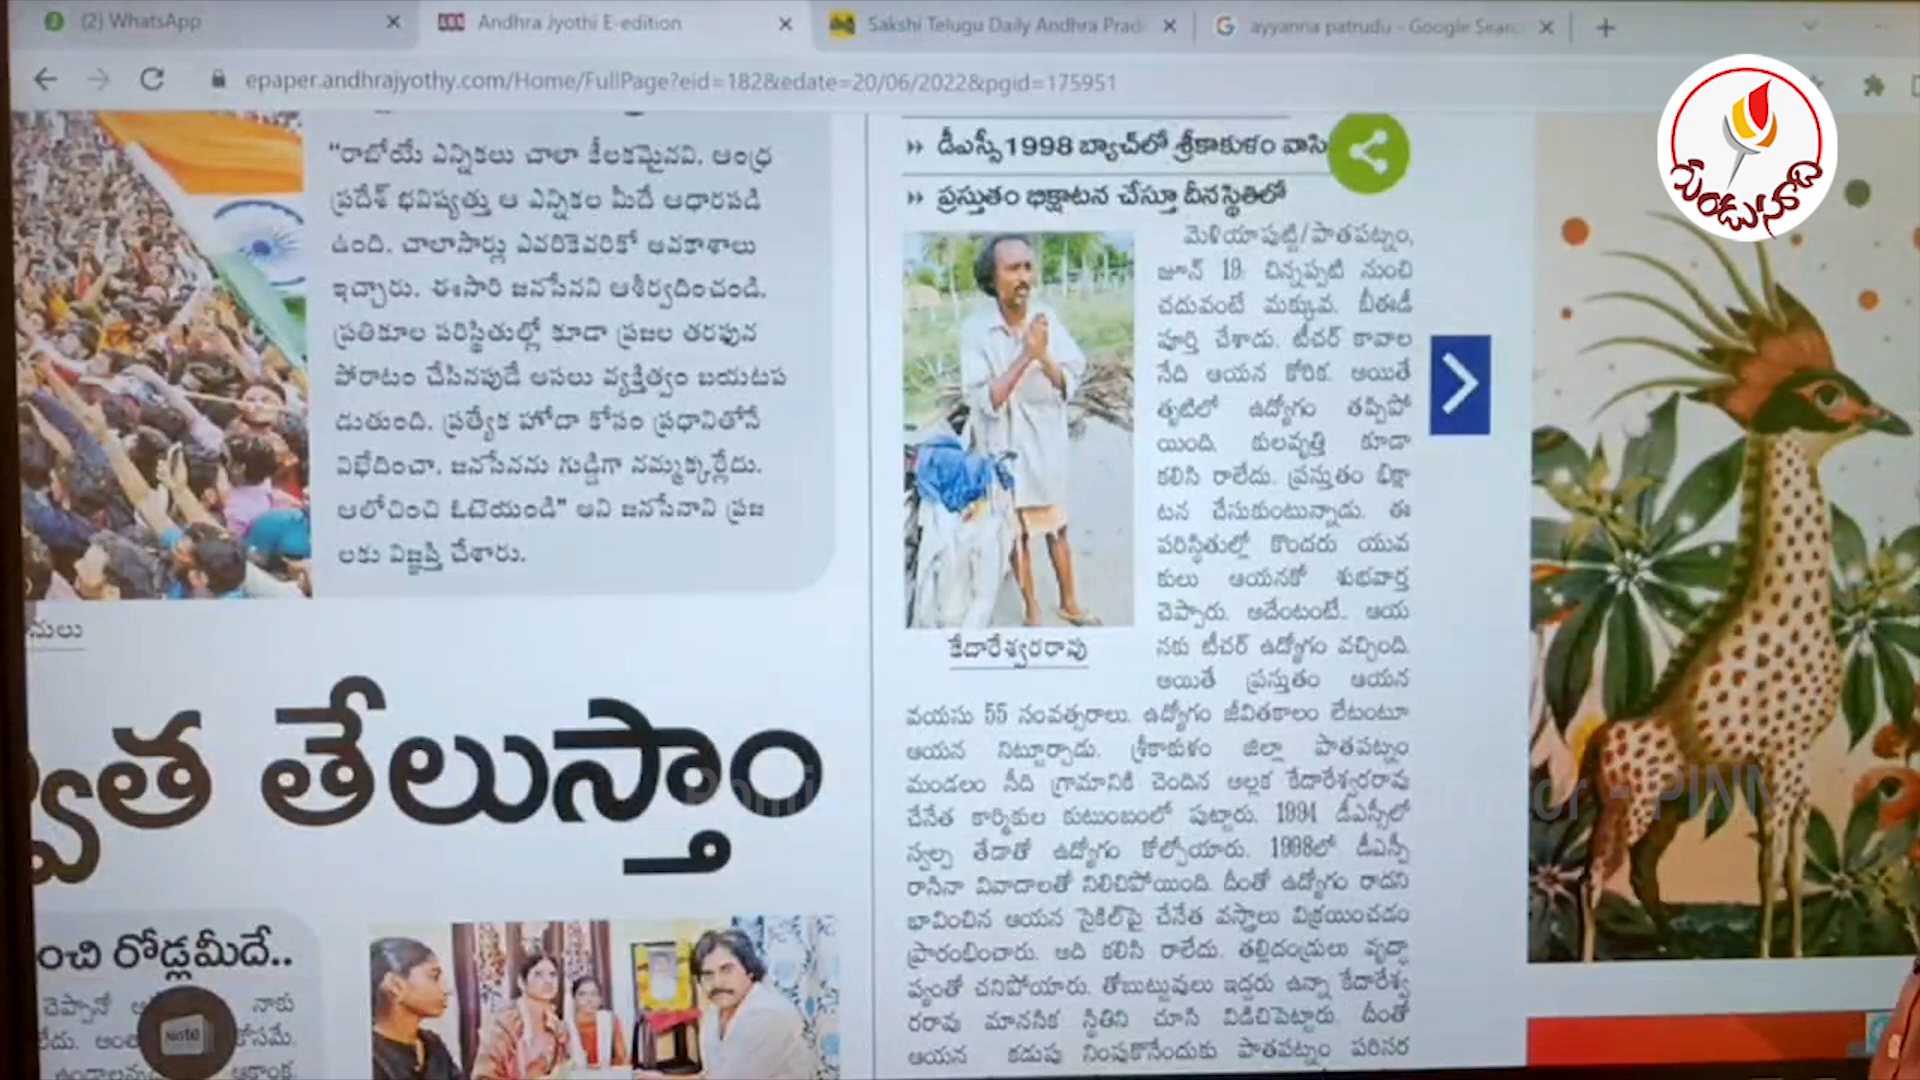 (2) WhatsApp
Andhra Jyothi E-edition
Sakshi Telugu Daily Andhra Prad
ayyanna patrudu - Google Searc
epaper.andhrajyothy.com/Home/FullPage?eid=182&edate=20/06/2022&pgid=175951
"రాబోయే ఎన్నికలు చాలా కీలకమైనవి. ఆంధ్ర
ప్రదేశ్ భవిష్యత్తు ఆ ఎన్నికల మీదే ఆధారపడి
ఉంది. చాలాసార్లు ఎవరికెవరికో అవకాశాలు
ఇచ్చారు. ఈసారి జనసేనని ఆశీర్వదించండి.
ప్రతికూల పరిస్థితుల్లో కూడా ప్రజల తరఫున
పోరాటం చేసినపుడే అసలు వ్యక్తిత్వం బయటప
డుతుంది. ప్రత్యేక హోదా కోసం ప్రధానితోనే
విభేదించా. జనసేనను గుడ్డిగా నమ్మక్కర్లేదు.
ఆలోచించి ఓటెయండి" అని జనసేనాని ప్రజ
లకు విజ్ఞప్తి చేశారు.
నులు
త తేలుస్తాం
ంచి రోడ్లమీదే..
చెప్పానో
నాకు
లేదు.
కోసమే.
Note
ఆకాంక్ష.
డీఎస్సీ 1998 బ్యాచ్‌లో శ్రీకాకుళం వాసి
ప్రస్తుతం భిక్షాటన చేస్తూ దీనస్థితిలో
మెళియాపుట్టి/పాతపట్నం,
జూన్ 19: చిన్నప్పటి నుంచి
చదువంటే మక్కువ. బీఈడీ
పూర్తి చేశాడు. టీచర్ కావాల
నేది ఆయన కోరిక. అయితే
తృటిలో ఉద్యోగం తప్పిపో
యింది. కులవృత్తి కూడా
కలిసి రాలేదు. ప్రస్తుతం భిక్షా
టన చేసుకుంటున్నాడు. ఈ
పరిస్థితుల్లో కొందరు యువ
కులు ఆయనకో శుభవార్త
చెప్పారు. అదేంటంటే.. ఆయ
నకు టీచర్ ఉద్యోగం వచ్చింది.
అయితే ప్రస్తుతం ఆయన
కేదారేశ్వరరావు
వయసు 55 సంవత్సరాలు. ఉద్యోగం జీవితకాలం లేటంటూ
ఆయన నిట్టూర్చాడు. శ్రీకాకుళం జిల్లా పాతపట్నం
మండలం సీది గ్రామానికి చెందిన అల్లక కేదారేశ్వరరావు
చేనేత కార్మికుల కుటుంబంలో పుట్టారు. 1994 డీఎస్సీలో
స్వల్ప తేడాతో ఉద్యోగం కోల్పోయారు. 1998లో డీఎస్సీ
రాసినా వివాదాలతో నిలిచిపోయింది. దీంతో ఉద్యోగం రాదని
భావించిన ఆయన సైకిల్‌పై చేనేత వస్త్రాలు విక్రయించడం
ప్రారంభించారు. అది కలిసి రాలేదు. తల్లిదండ్రులు వృద్ధా
ప్యంతో చనిపోయారు. తోబుట్టువులు ఇద్దరు ఉన్నా కేదారేశ్వ
రరావు మానసిక స్థితిని చూసి విడిచిపెట్టారు. దీంతో
ఆయన కడుపు నింపుకొనేందుకు పాతపట్నం పరిసర